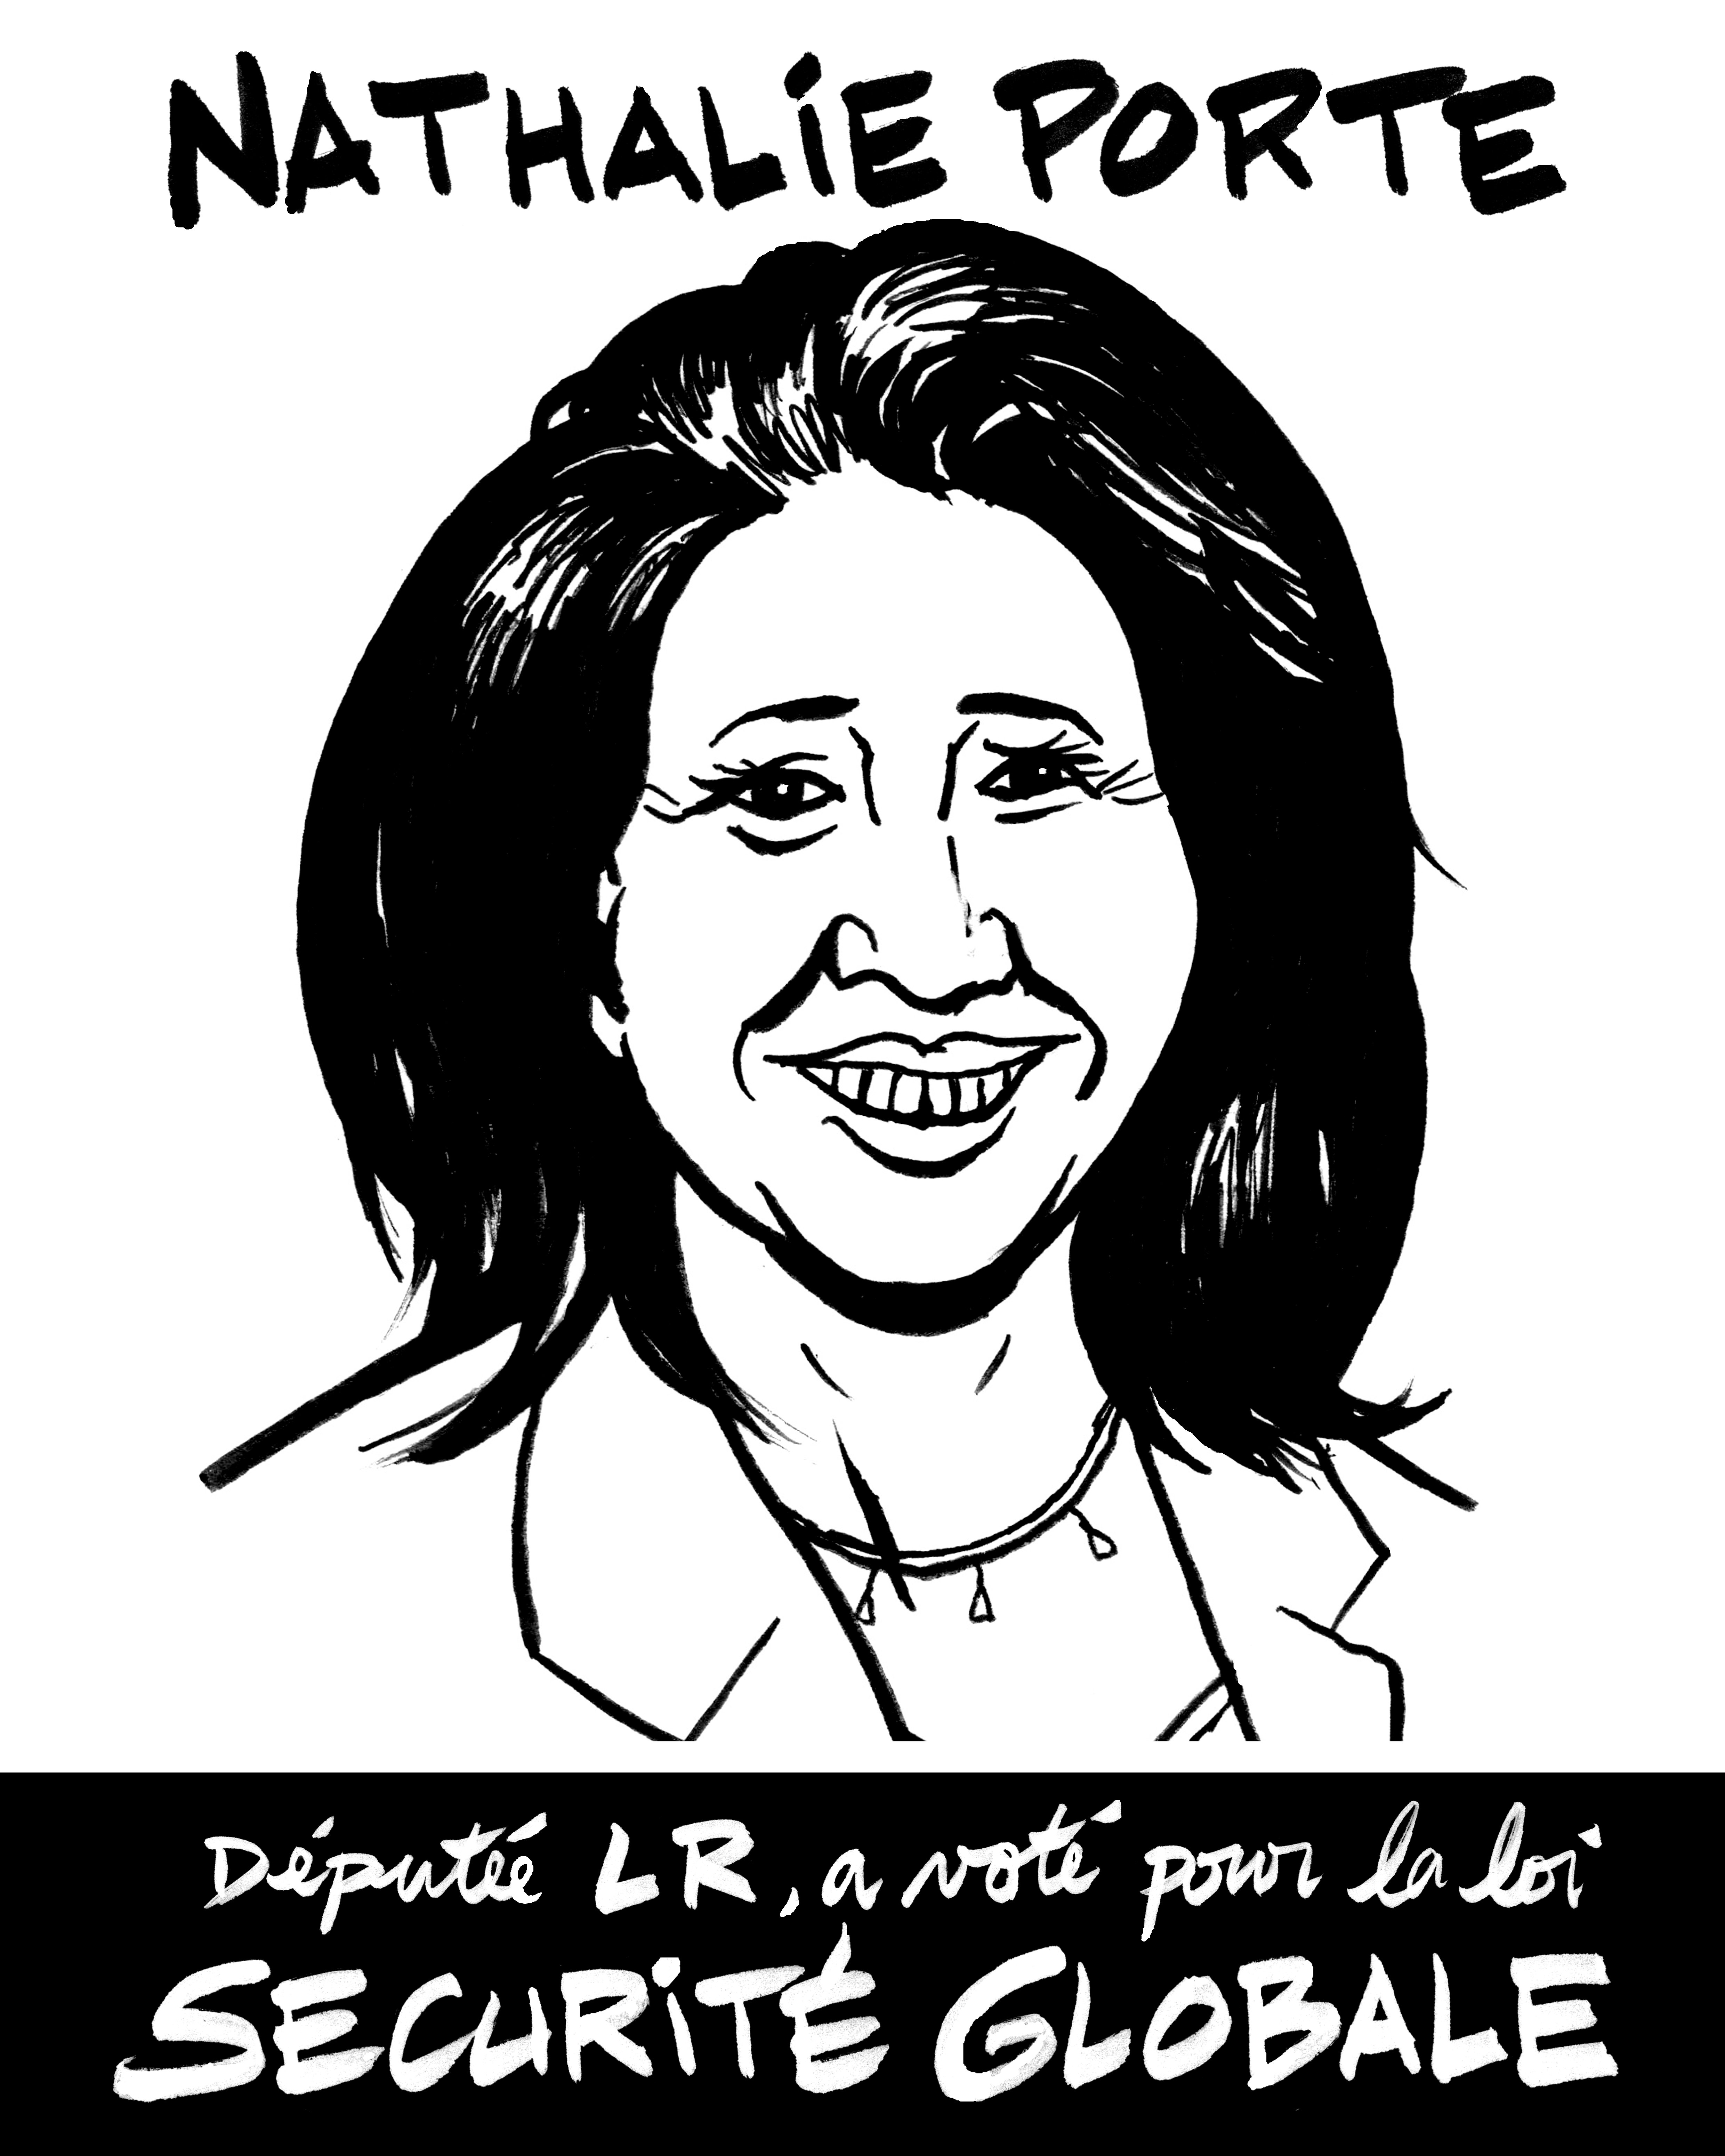 NATHALiE PORTE
Députée LR, a voté pour la loi
SECURiTÉ GLOBALE